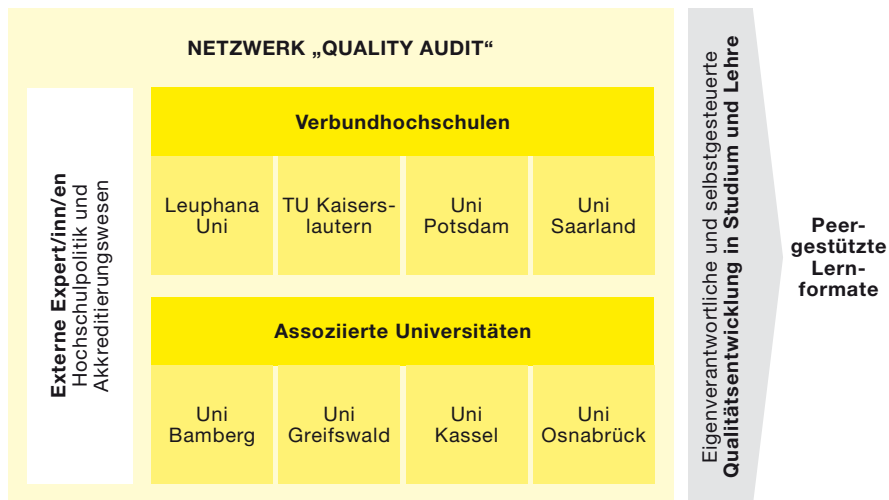 NETZWERK „QUALITY AUDIT“
Externe Expert/inn/en
Hochschulpolitik und
Akkreditierungswesen
Verbundhochschulen
Leuphana
Uni
TU Kaisers-
lautern
Uni
Potsdam
Uni
Saarland
Assoziierte Universitäten
Uni
Bamberg
Uni
Greifswald
Uni
Kassel
Uni
Osnabrück
Eigenverantwortliche und selbstgesteuerte
Qualitätsentwicklung in Studium und Lehre
Peer-
gestützte
Lern-
formate